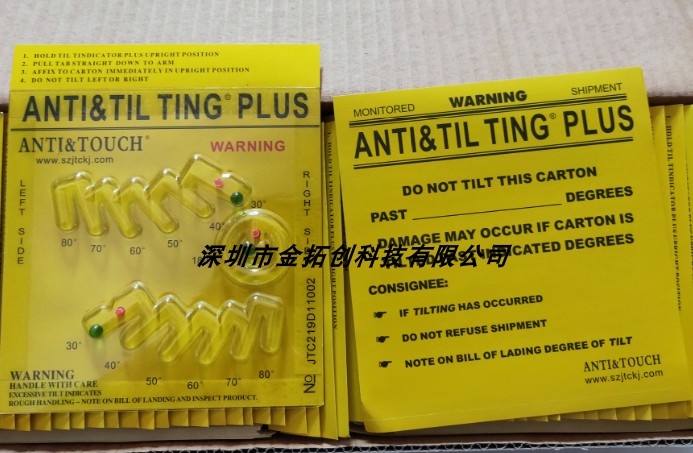 1. HOLD TIL TINDICATOR PLUS UPRIGHT POSITION
2. PULL TAB STRAIGHT DOWN TO ARM
3. AFFIX TO CARTON IMMEDIATELY IN UPRIGHT POSITION
4. DO NOT TILT LEFT OR RIGHT
ANTI&TIL TING® PLUS
ANTI&TOUCH®
WARNING
www.szjtckj.com
LEFT SIDE
RIGHT
80° 70° 60° 50° 40° 30°
30° 40° 50° 60° 70° 80°
No JTC219D11002
WARNING
HANDLE WITH CARE
EXCESSIVE TILT INDICATES
ROUGH HANDLING – NOTE ON BILL OF LANDING AND INSPECT PRODUCT.
MONITORED WARNING SHIPMENT
ANTI&TIL TING® PLUS
DO NOT TILT THIS CARTON
PAST DEGREES
DAMAGE MAY OCCUR IF CARTON IS
INDICATED DEGREES
CONSIGNEE:
IF TILTING HAS OCCURRED
DO NOT REFUSE SHIPMENT
NOTE ON BILL OF LADING DEGREE OF TILT
ANTI&TOUCH®
www.szjtckj.com
深圳市金拓创科技有限公司